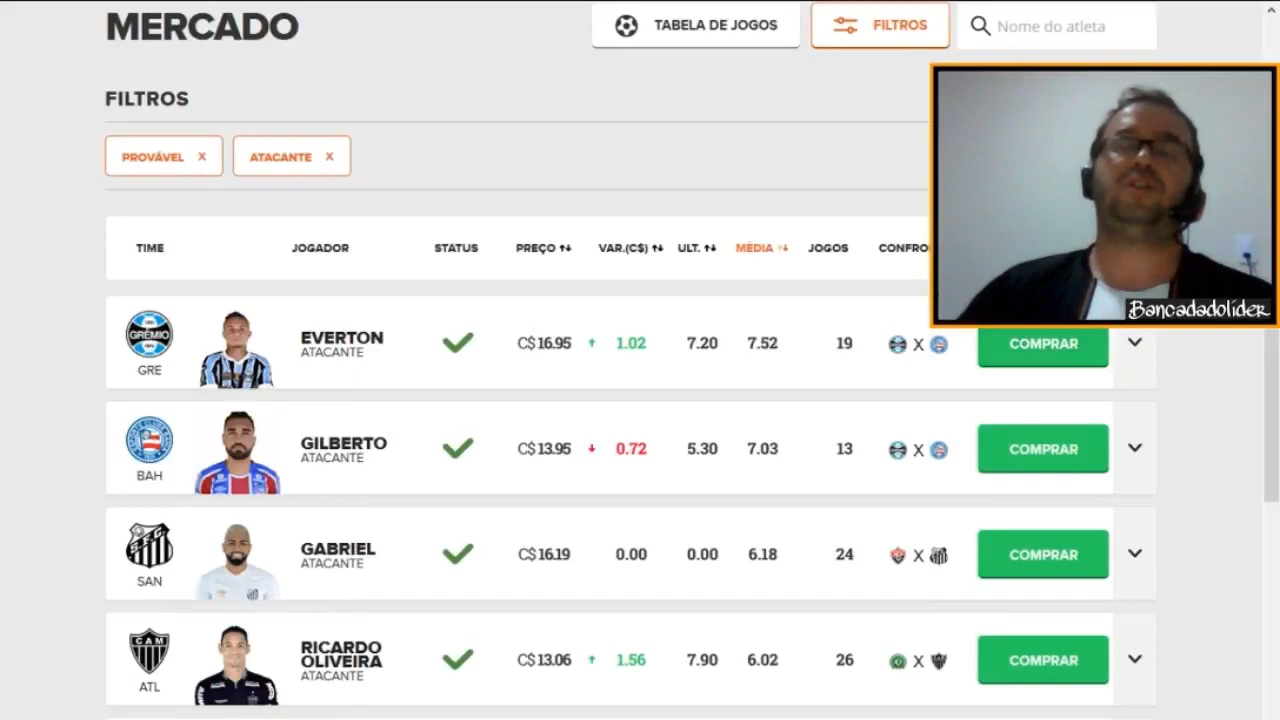 MERCADO
TABELA DE JOGOS
FILTROS
Nome do atleta
FILTROS
PROVÁVEL X
ATACANTE X
TIME JOGADOR STATUS PREÇO VAR.(C$) ULT. MÉDIA JOGOS CONFRO
Bancadadolider
GRÊMIO
GRE
EVERTON
ATACANTE
C$ 16.95 1.02 7.20 7.52 19 X COMPRAR
BAH
GILBERTO
ATACANTE
C$ 13.95 0.72 5.30 7.03 13 X COMPRAR
SAN
GABRIEL
ATACANTE
C$ 16.19 0.00 0.00 6.18 24 X COMPRAR
CAM
ATL
RICARDO
OLIVEIRA
ATACANTE
C$ 13.06 1.56 7.90 6.02 26 X COMPRAR